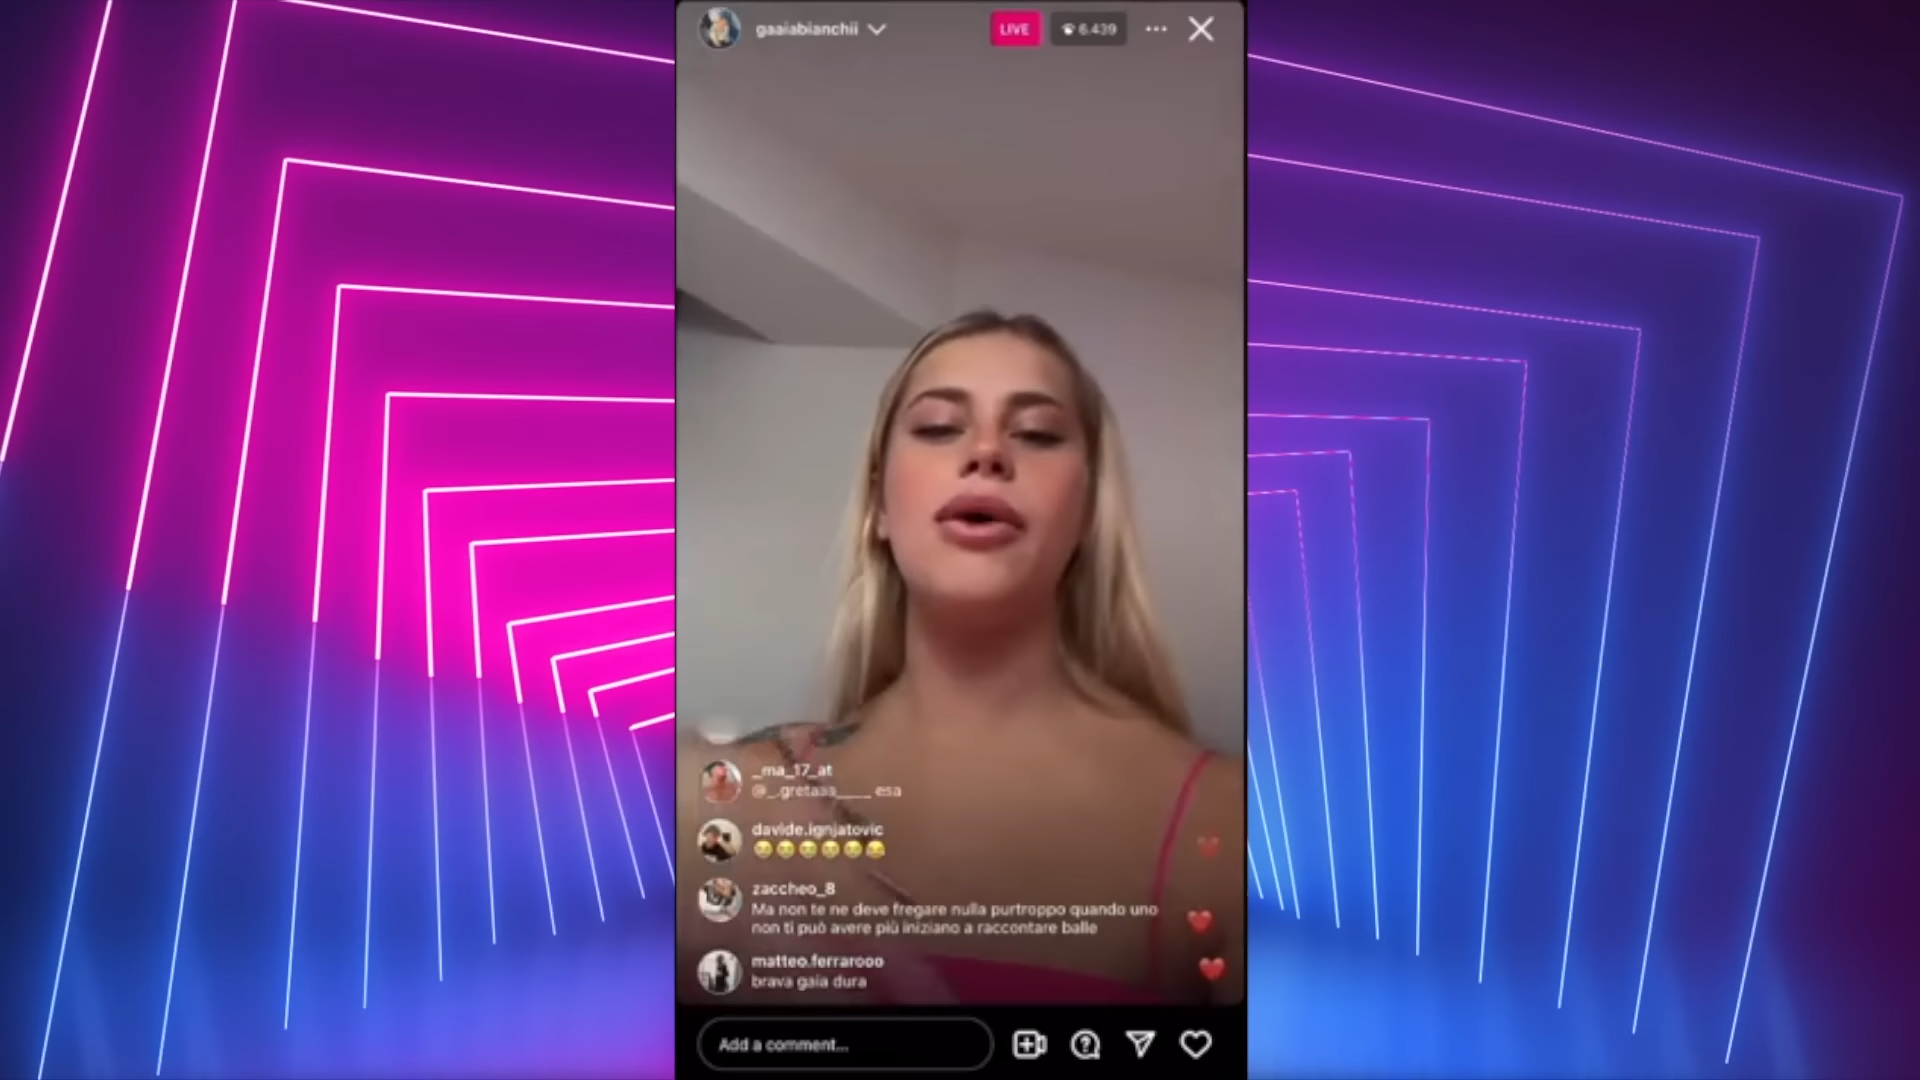 gaaiabianchii
LIVE
6.439
_ma_17_at
@_.gretaaa____ esa
davide.ignjatovic
😂😂😂😂😂😂
zaccheo_8
Ma non te ne deve fregare nulla purtroppo quando uno
non ti può avere più iniziano a raccontare balle
matteo.ferrarooo
brava gaia dura
Add a comment...